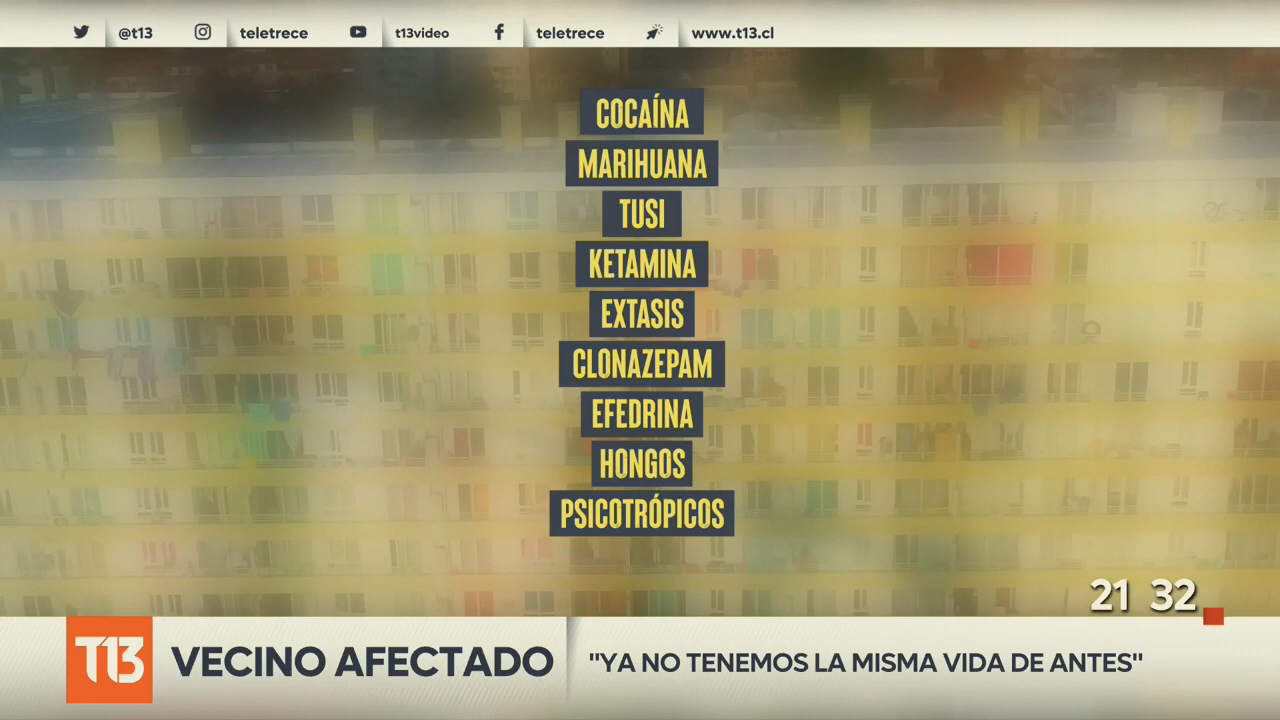 @t13 teletrece t13video teletrece www.t13.cl
COCAÍNA
MARIHUANA
TUSI
KETAMINA
EXTASIS
CLONAZEPAM
EFEDRINA
HONGOS
PSICOTRÓPICOS
21 32
T13 VECINO AFECTADO "YA NO TENEMOS LA MISMA VIDA DE ANTES"